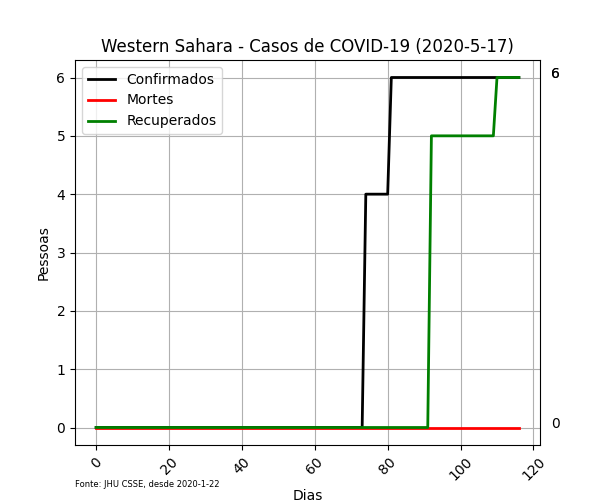 Western Sahara - Casos de COVID-19 (2020-5-17)
Confirmados
Mortes
Recuperados
6
5
4
3
2
1
0
Pessoas
6
0
0
20
40
60
80
100
120
Fonte: JHU CSSE, desde 2020-1-22
Dias